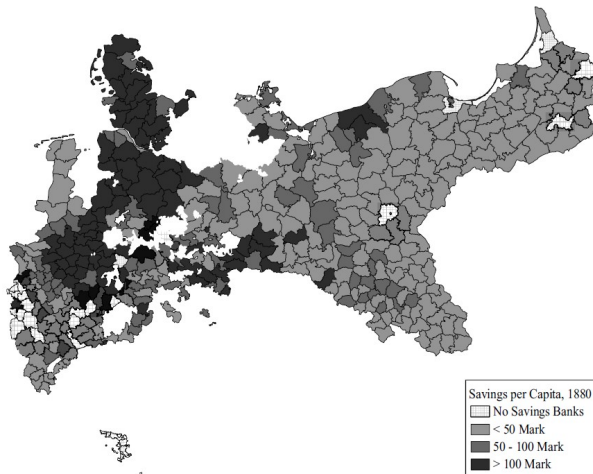 Savings per Capita, 1880
No Savings Banks
< 50 Mark
50 - 100 Mark
> 100 Mark